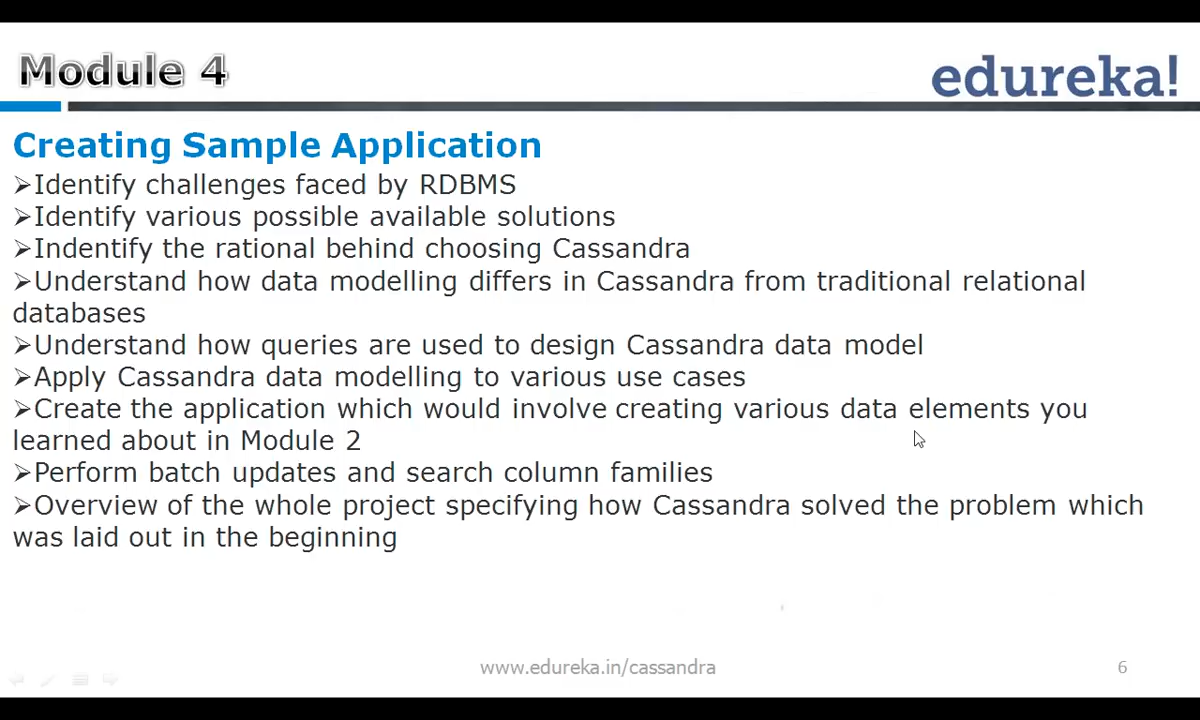 Module 4
edureka!
Creating Sample Application
➢Identify challenges faced by RDBMS
➢Identify various possible available solutions
➢Indentify the rational behind choosing Cassandra
➢Understand how data modelling differs in Cassandra from traditional relational
databases
➢Understand how queries are used to design Cassandra data model
➢Apply Cassandra data modelling to various use cases
➢Create the application which would involve creating various data elements you
learned about in Module 2
➢Perform batch updates and search column families
➢Overview of the whole project specifying how Cassandra solved the problem which
was laid out in the beginning
www.edureka.in/cassandra
6